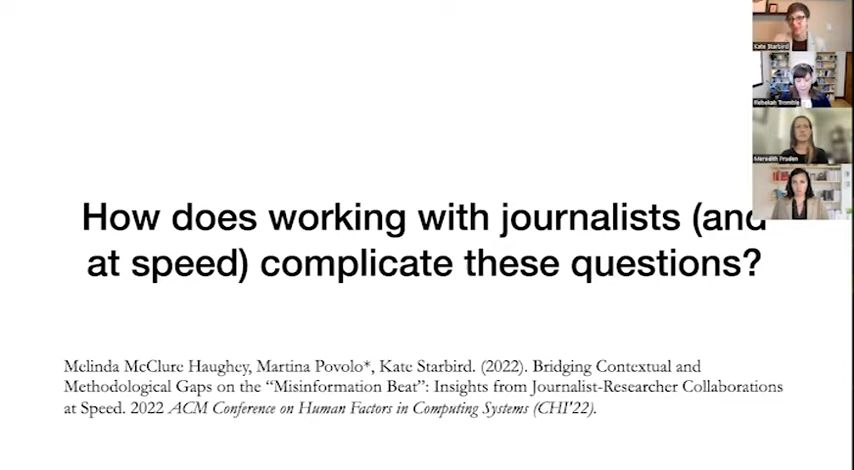 How does working with journalists (and
at speed) complicate these questions?
Melinda McClure Haughey, Martina Povolo*, Kate Starbird. (2022). Bridging Contextual and
Methodological Gaps on the “Misinformation Beat”: Insights from Journalist-Researcher Collaborations
at Speed. 2022 ACM Conference on Human Factors in Computing Systems (CHI'22).
Kate Starbird
Rebekah Tromble
Meredith Pruden